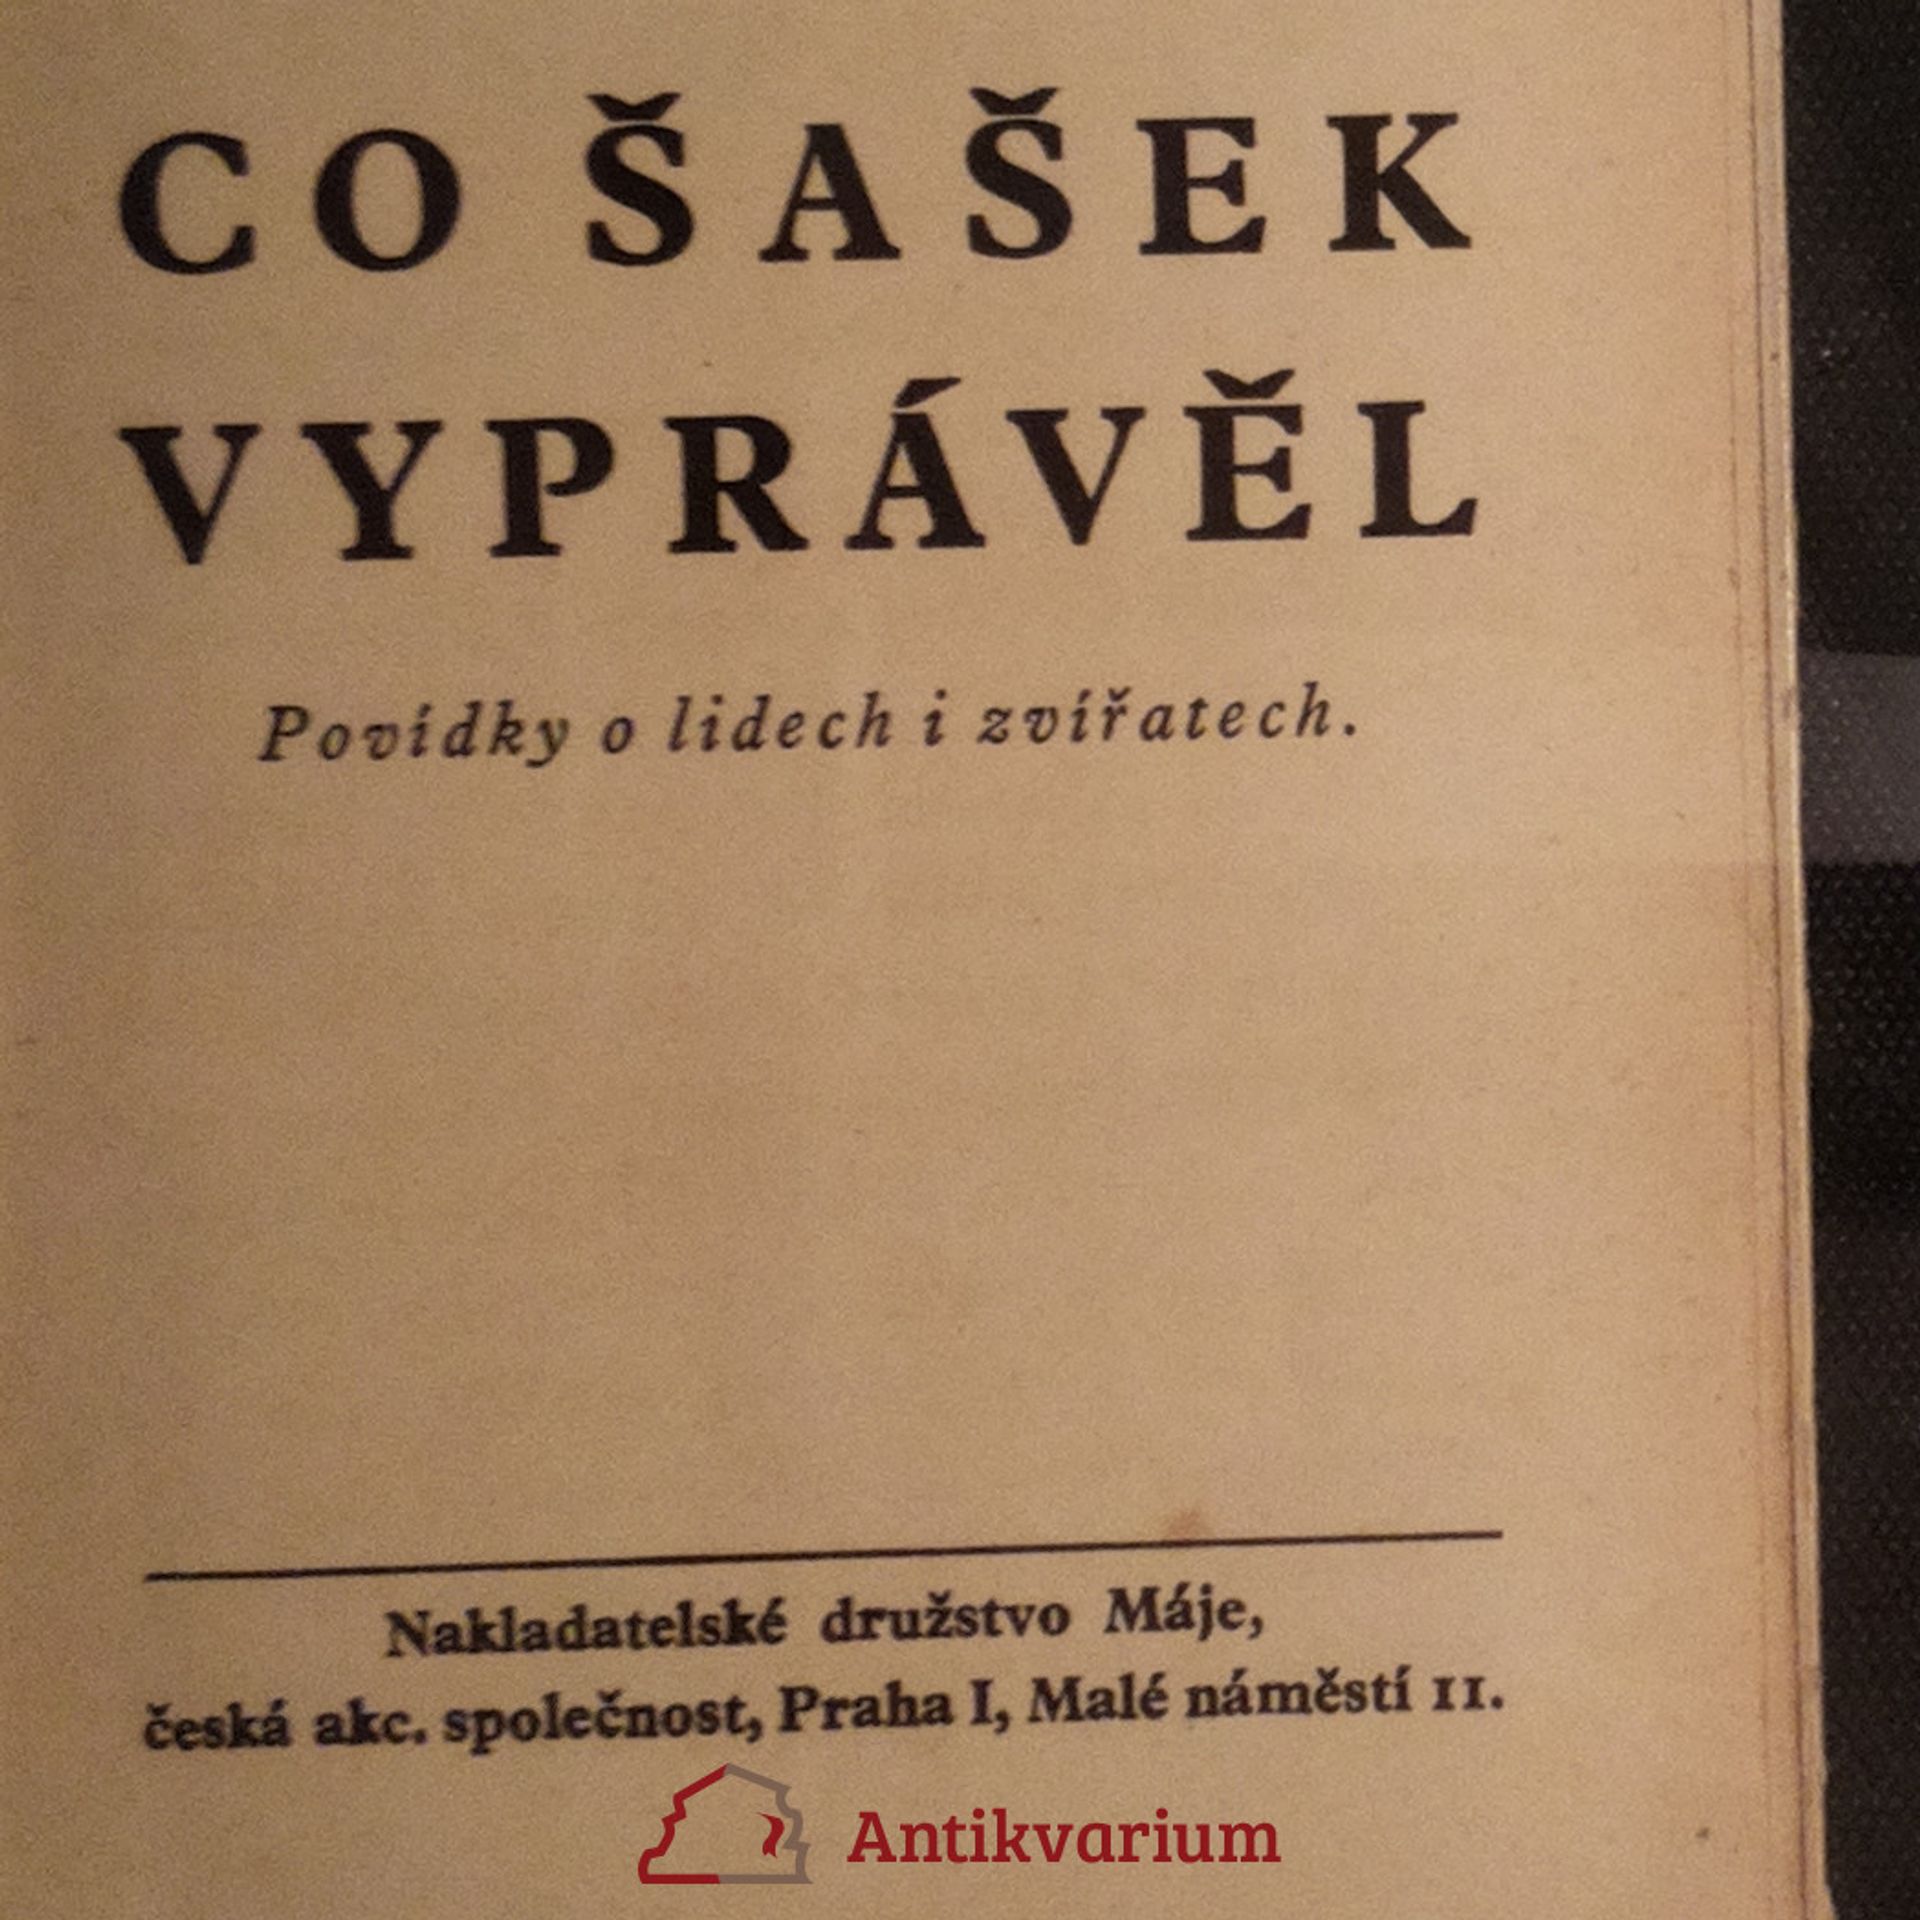 CO ŠAŠEK
VYPRÁVĚL
Povídky o lidech i zvířatech.
Nakladatelské družstvo Máje,
česká akc. společnost, Praha I, Malé náměstí 11.
Antikvarium